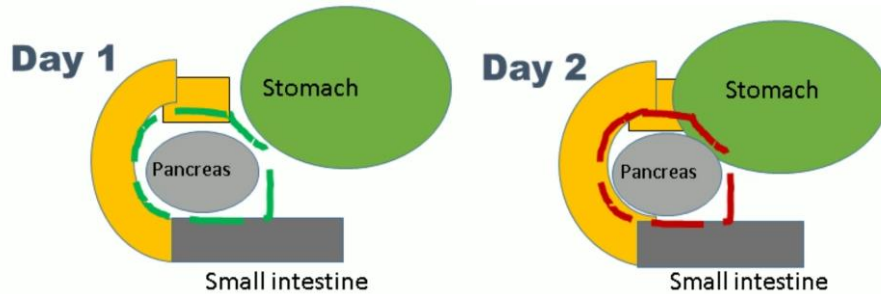 Day 1
Stomach
Pancreas
Small intestine
Day 2
Stomach
Pancreas
Small intestine